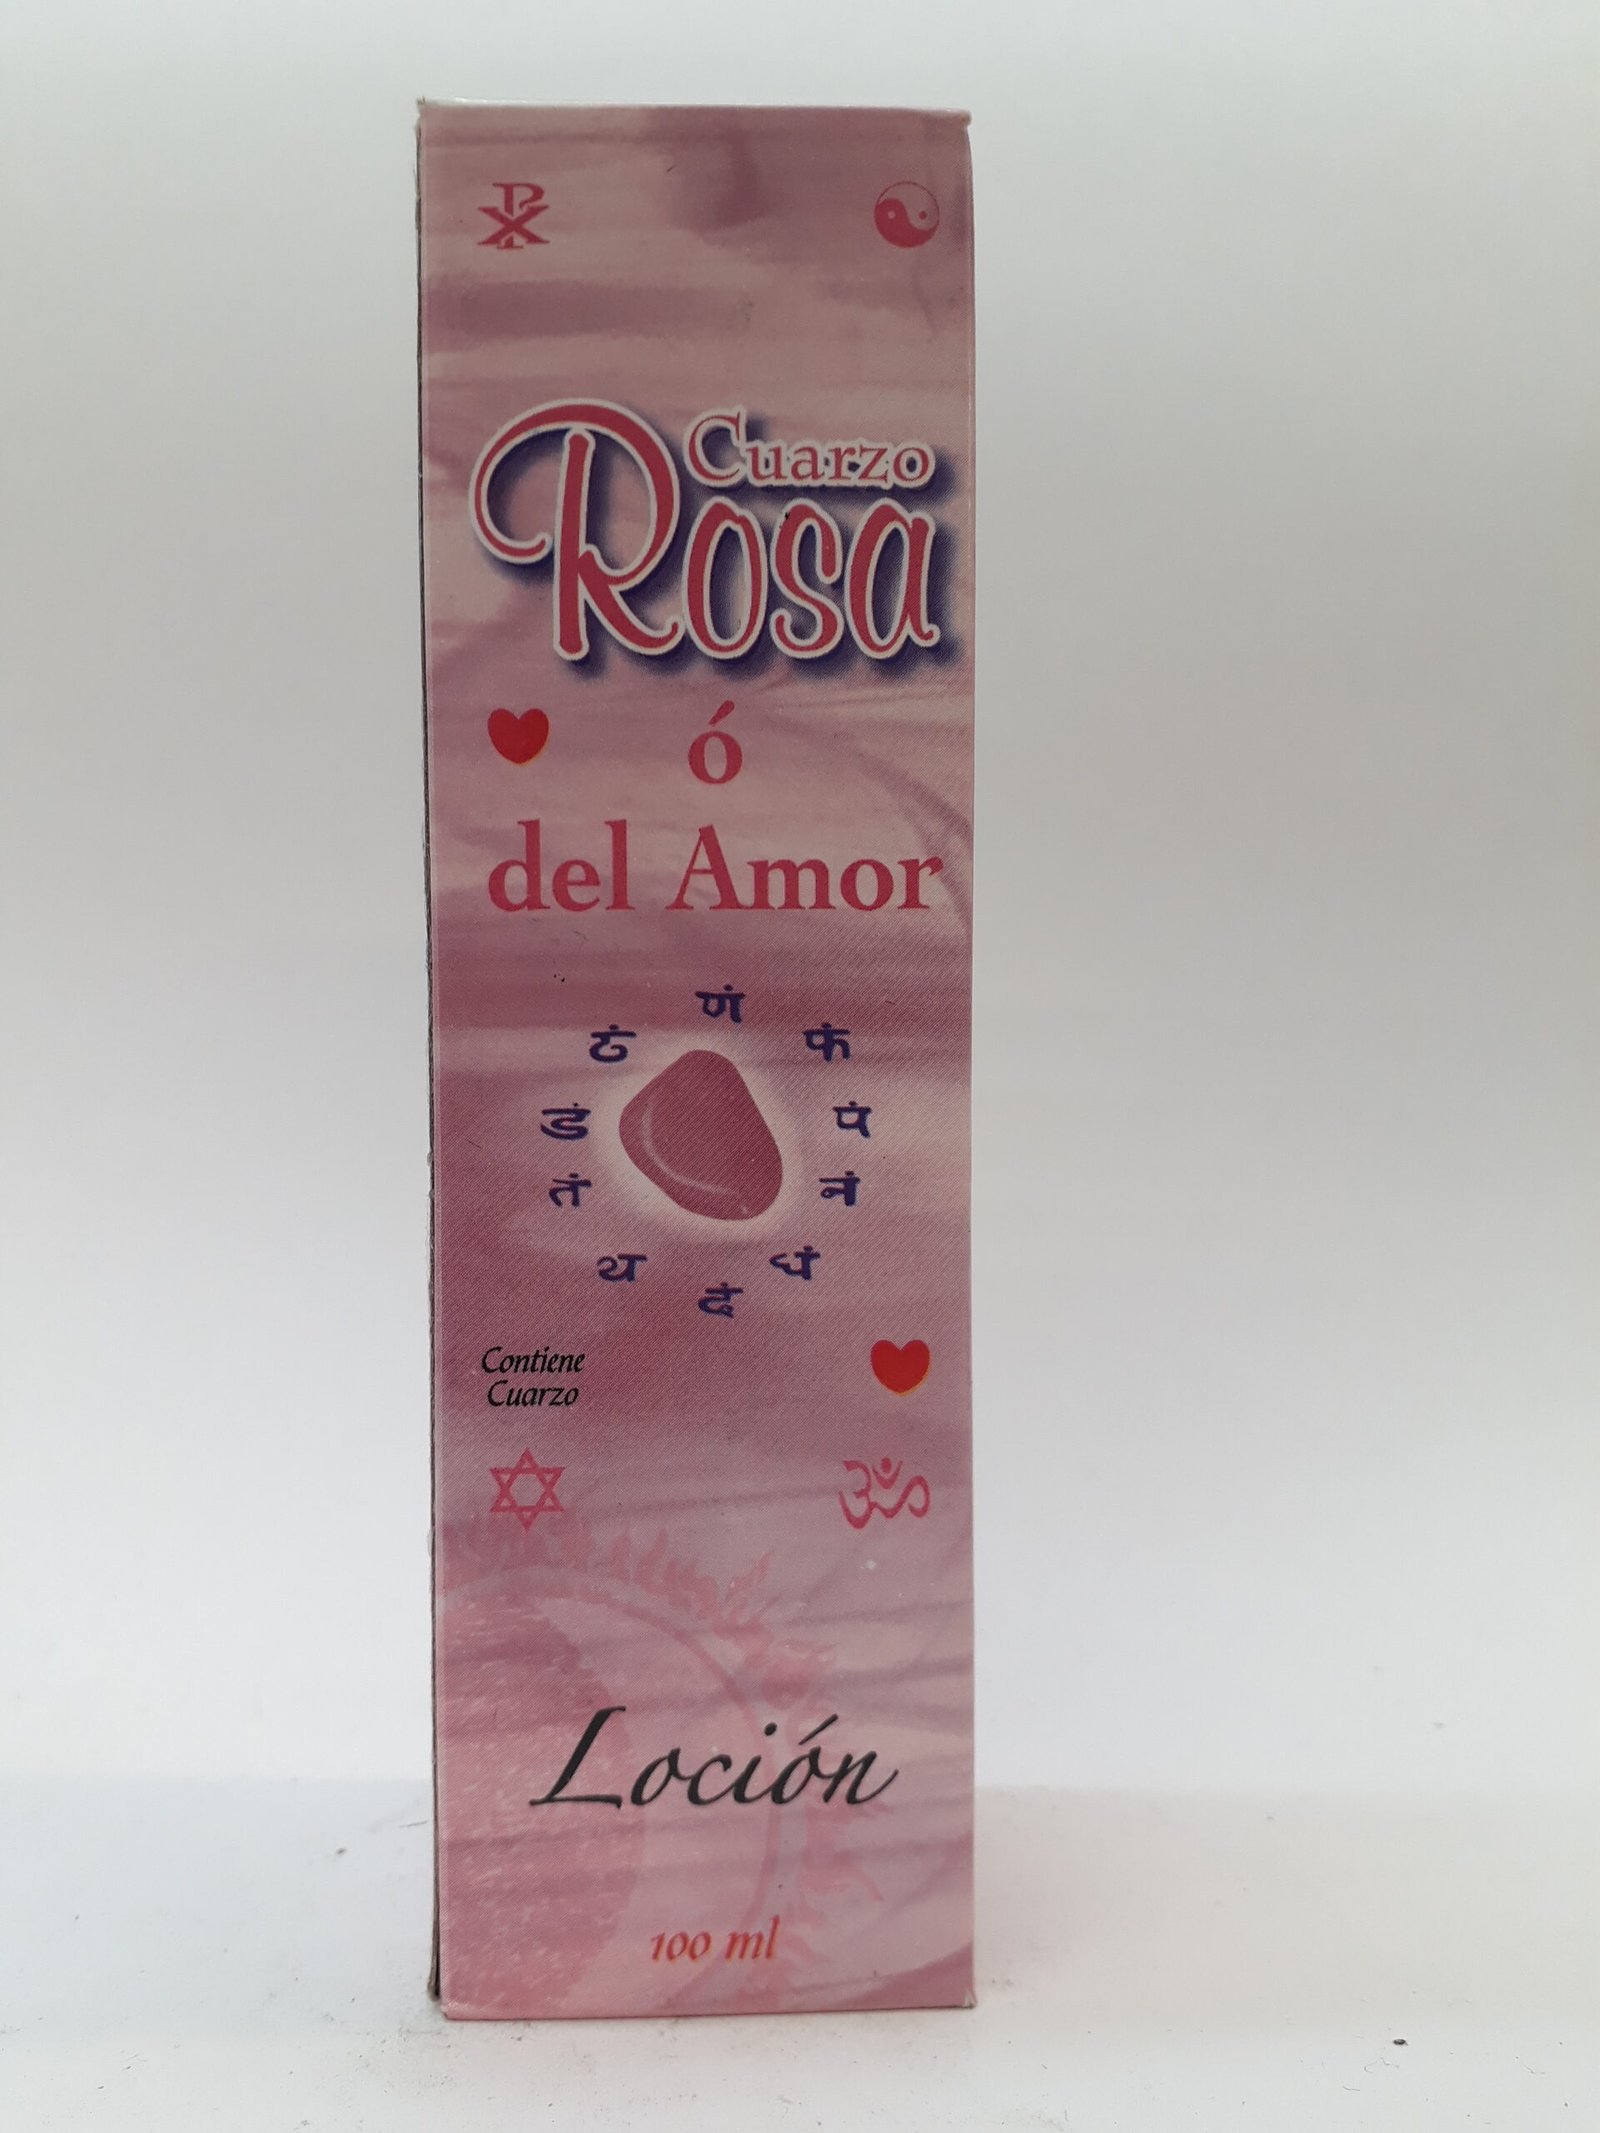 Cuarzo
Rosa
ó
del Amor
णं
ठं
फं
डं
पं
तं
नं
थ
धं
दं
Contiene
Cuarzo
ॐ
Loción
100 ml